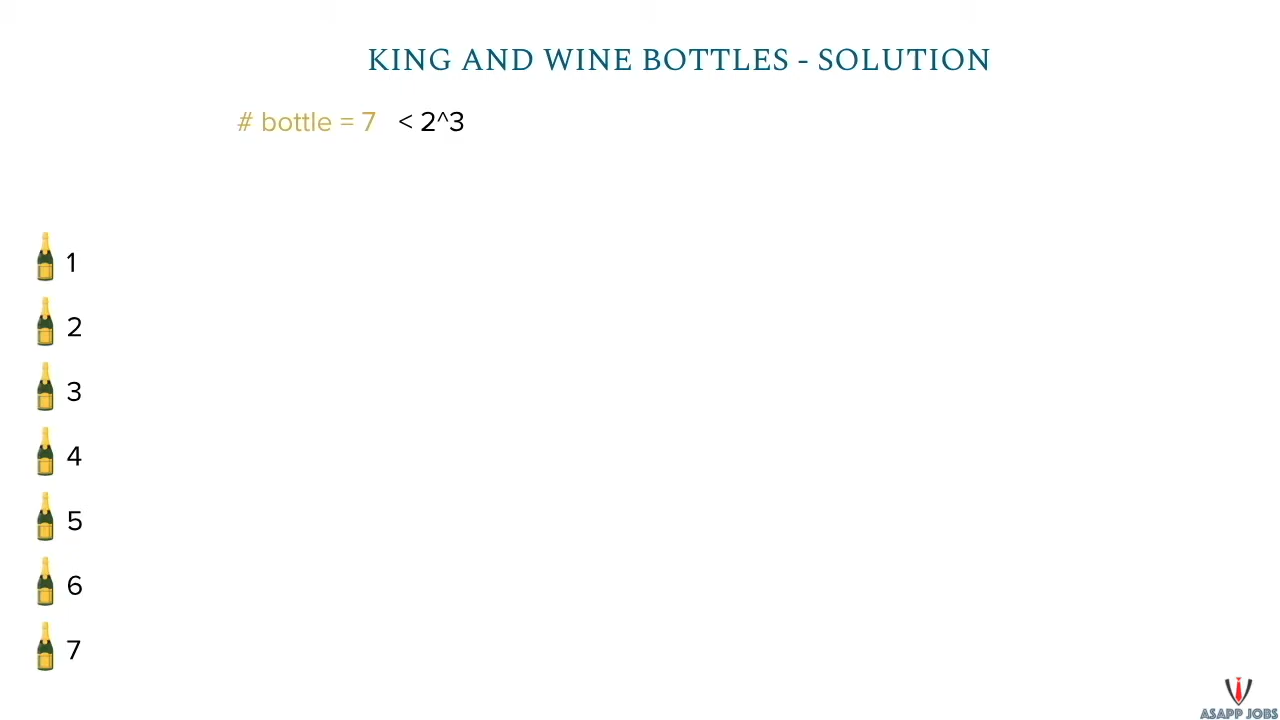 KING AND WINE BOTTLES - SOLUTION
# bottle = 7 < 2^3
1
2
3
4
5
6
7
ASAPP JOBS